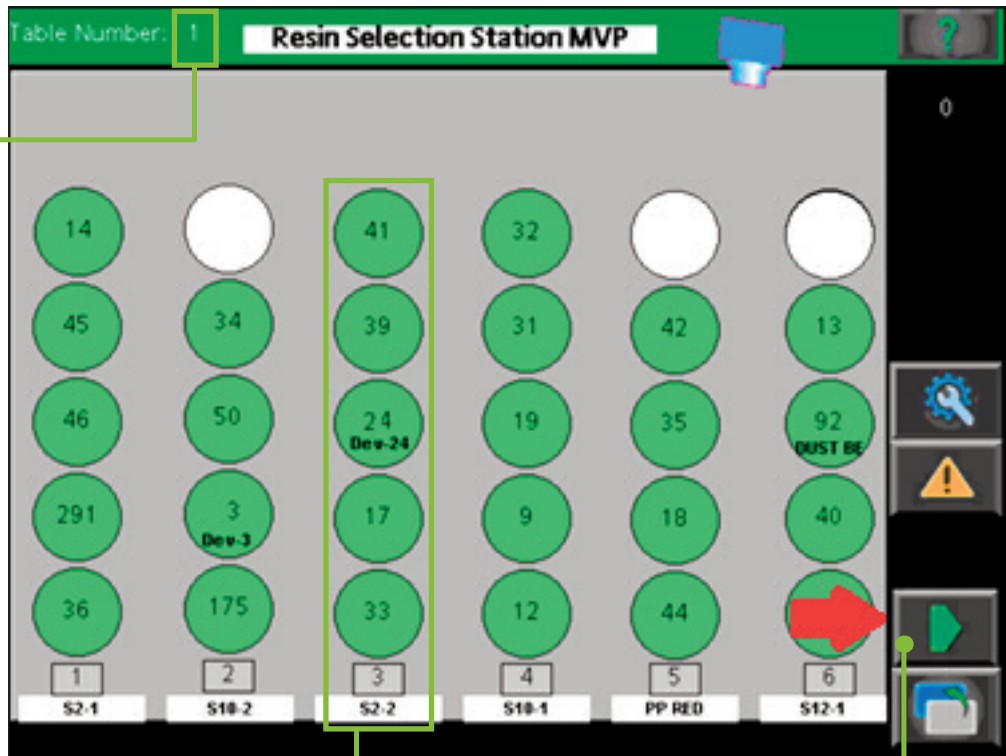 Table Number: 1
Resin Selection Station MVP
?
0
14 41 32
45 34 39 31 42 13
46 50 24 19 35 92
Dev-24 DUST BE
291 3 17 9 18 40
Dev-3
36 175 33 12 44
1 2 3 4 5 6
S2-1 S10-2 S2-2 S10-1 PP RED S12-1